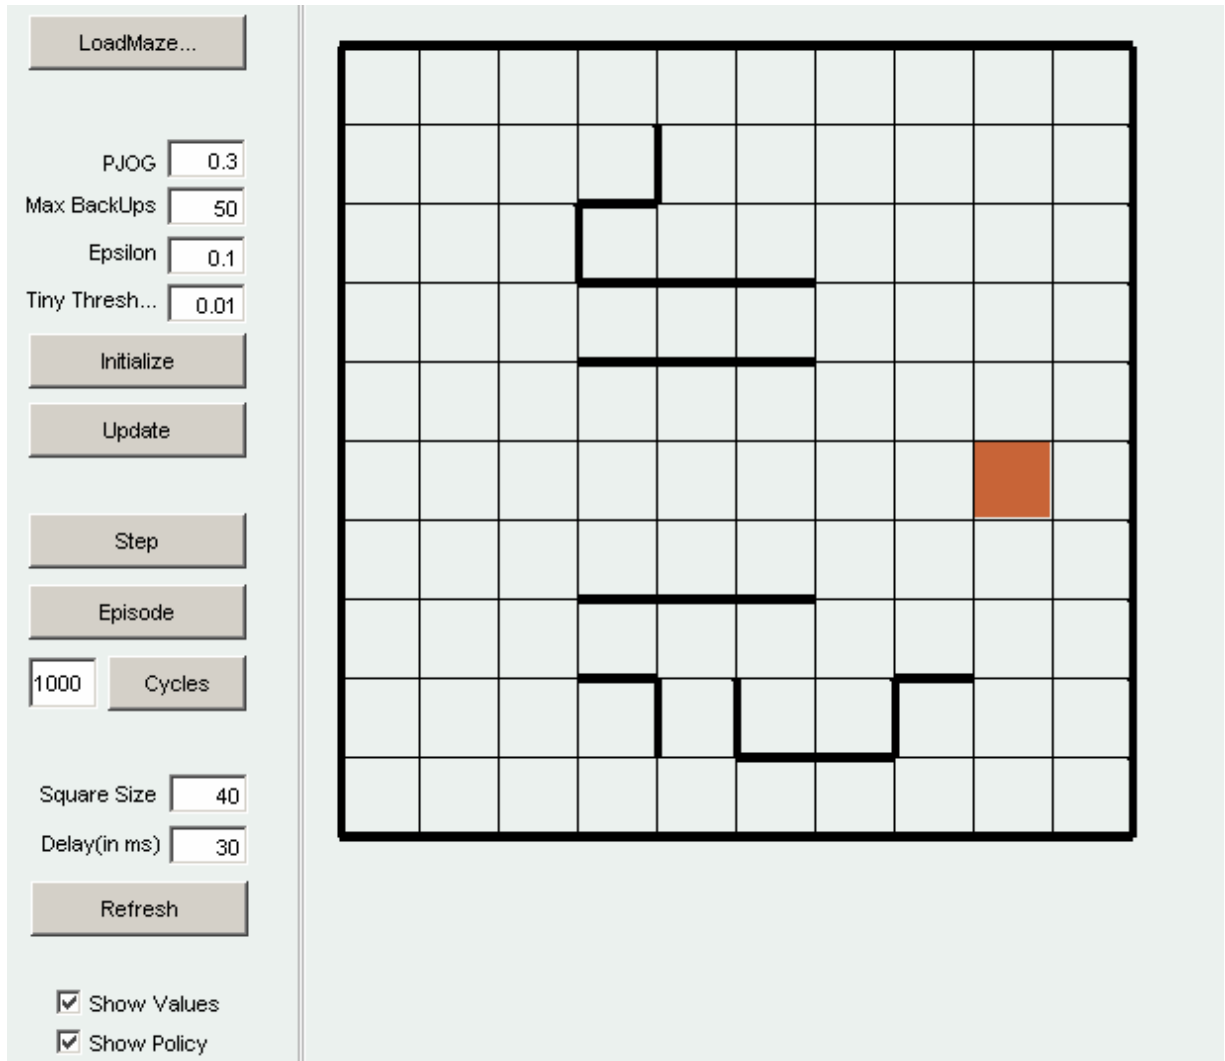 LoadMaze...
PJOG 0.3
Max BackUps 50
Epsilon 0.1
Tiny Thresh... 0.01
Initialize
Update
Step
Episode
1000 Cycles
Square Size 40
Delay(in ms) 30
Refresh
Show Values
Show Policy